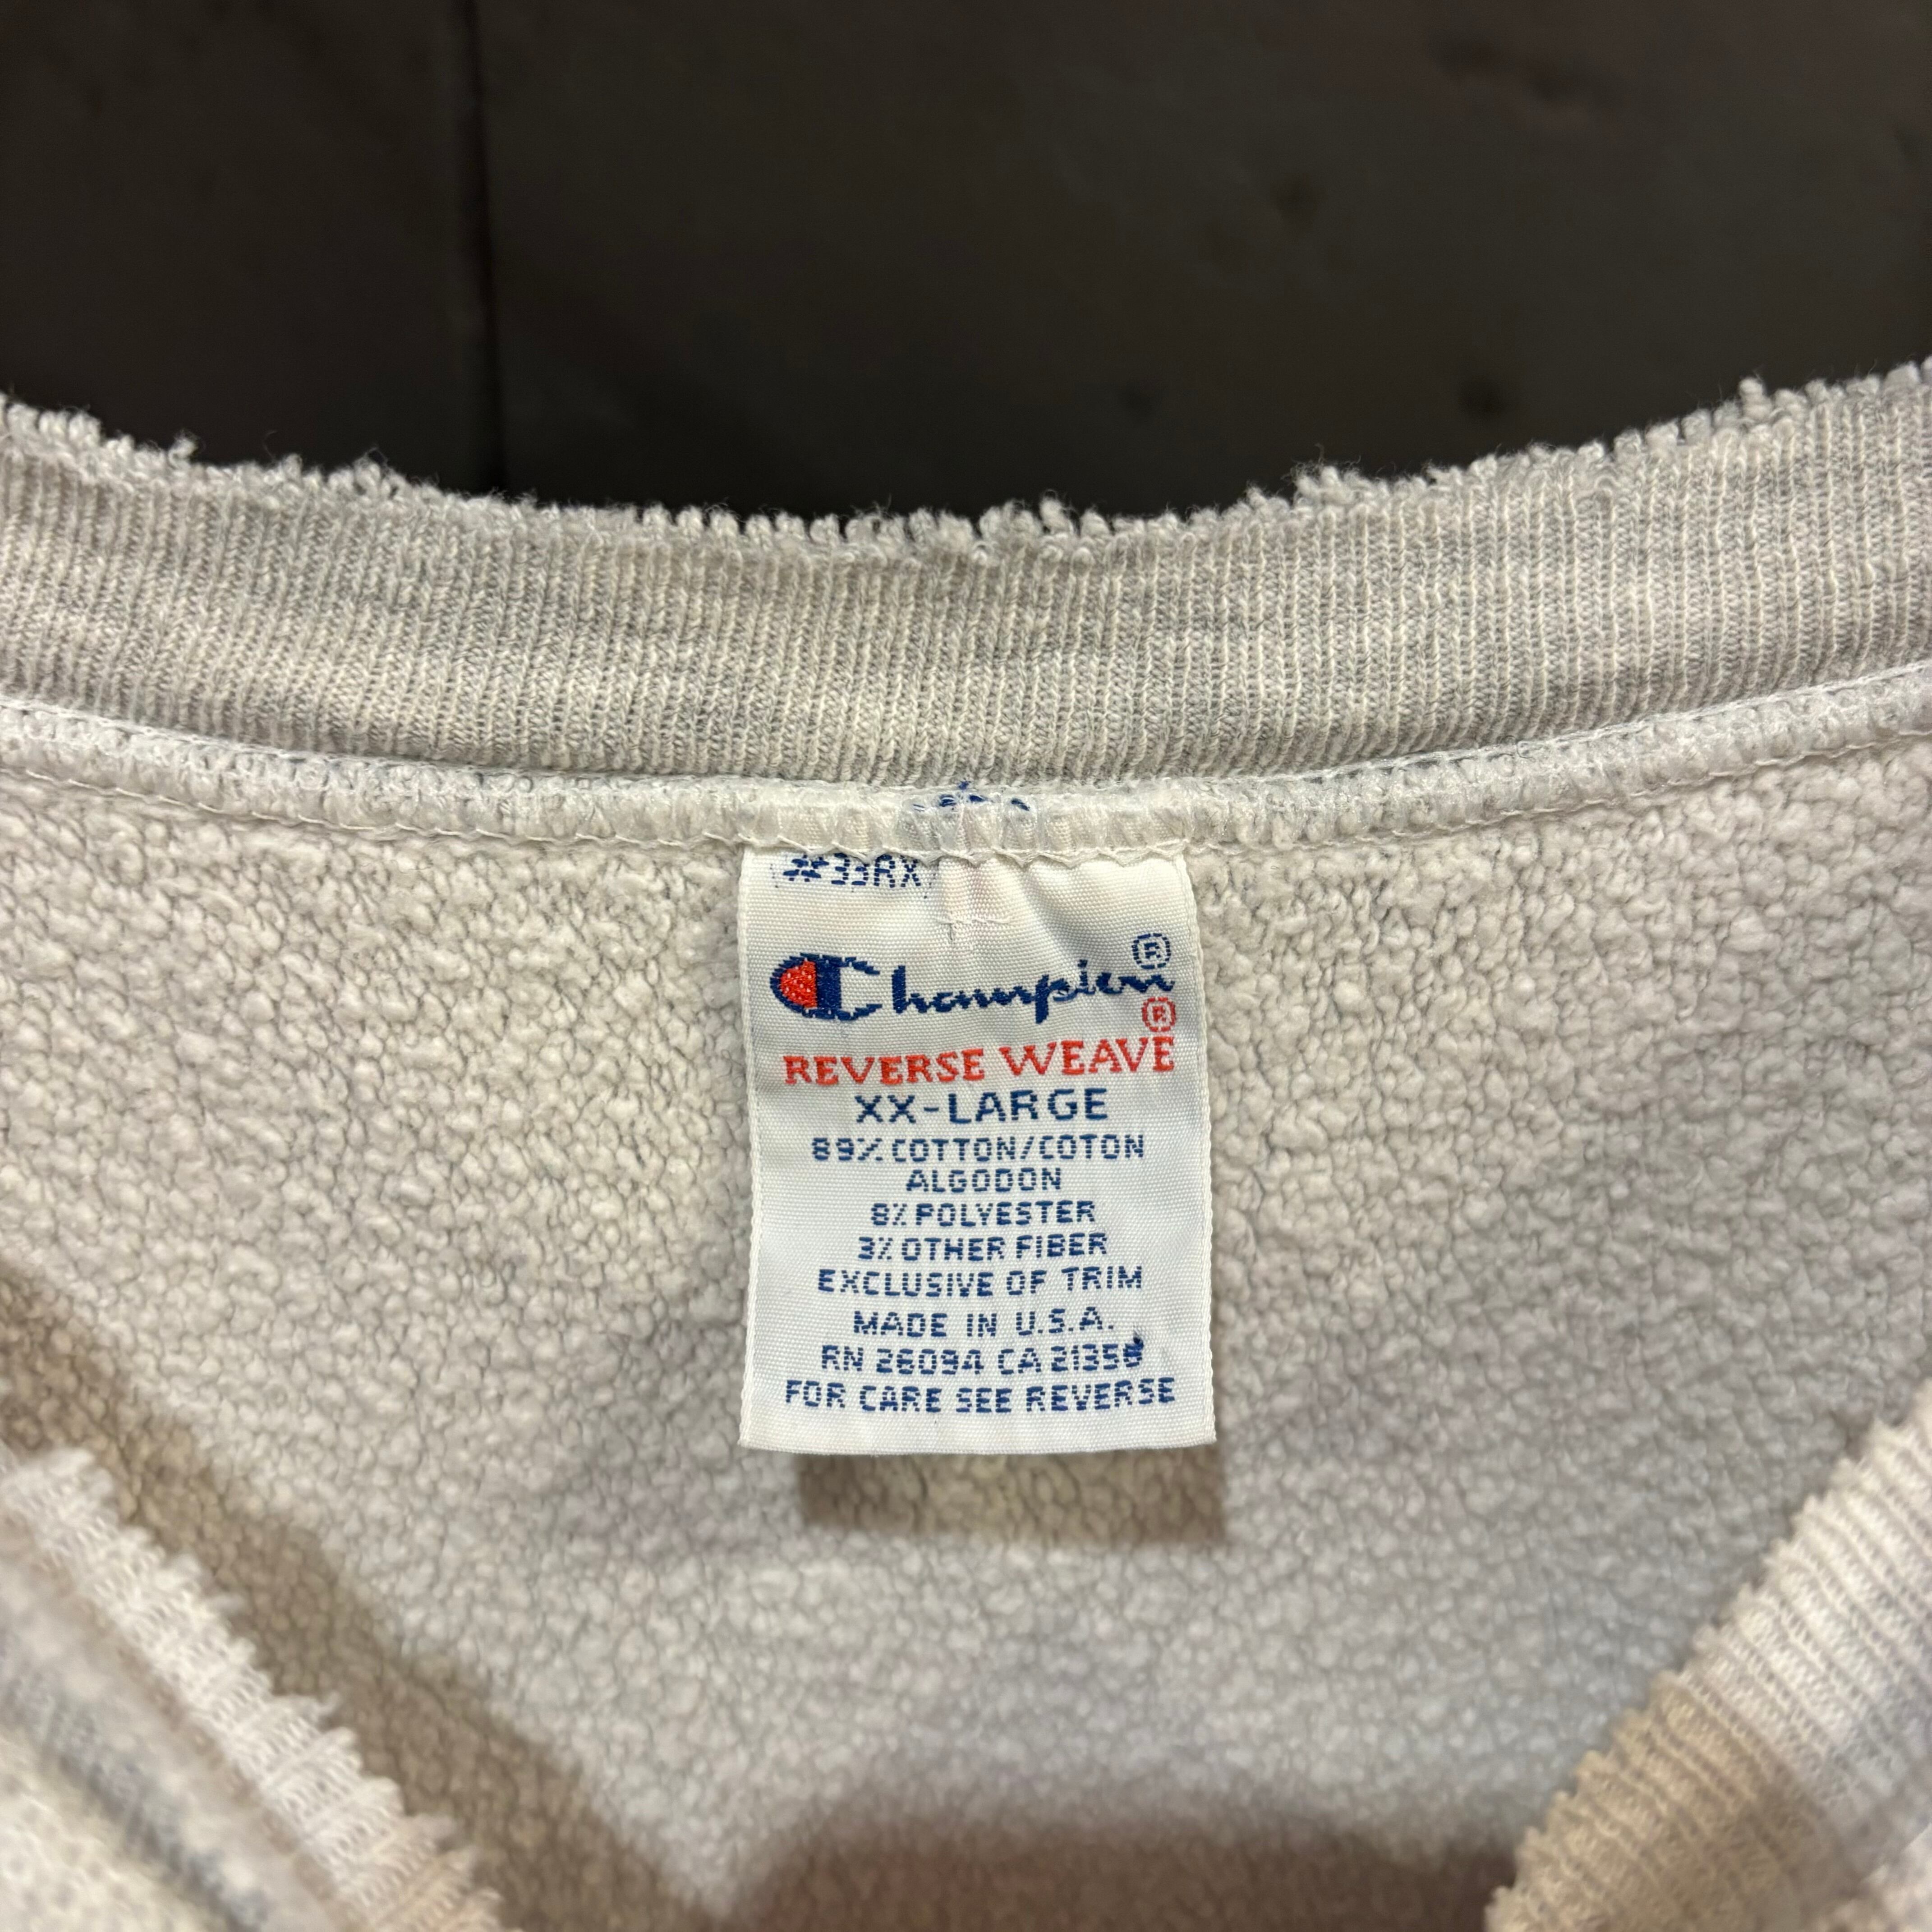 #33RX
Champion®
REVERSE WEAVE®
XX-LARGE
89% COTTON/COTON
ALGODON
8% POLYESTER
3% OTHER FIBER
EXCLUSIVE OF TRIM
MADE IN U.S.A.
RN 26094 CA 21356
FOR CARE SEE REVERSE